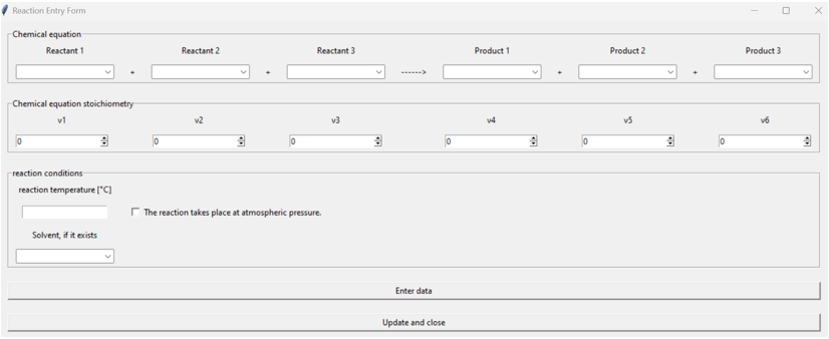 Reaction Entry Form
Chemical equation
Reactant 1 Reactant 2 Reactant 3 Product 1 Product 2 Product 3
+ + ------> + +
Chemical equation stoichiometry
v1 v2 v3 v4 v5 v6
0 0 0 0 0 0
reaction conditions
reaction temperature [°C]
The reaction takes place at atmospheric pressure.
Solvent, if it exists
Enter data
Update and close